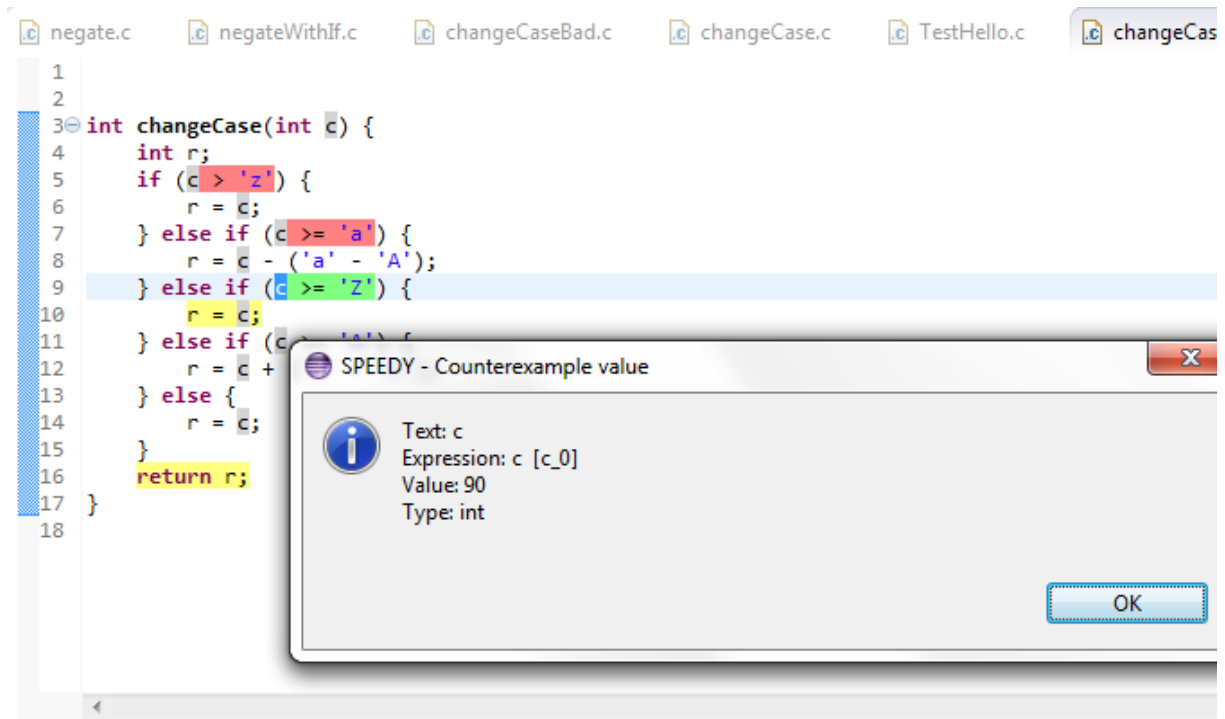 negate.c negateWithIf.c changeCaseBad.c changeCase.c TestHello.c changeCas
1
2
3 int changeCase(int c) {
4 int r;
5 if (c > 'z') {
6 r = c;
7 } else if (c >= 'a') {
8 r = c - ('a' - 'A');
9 } else if (c >= 'Z') {
10 r = c;
11 } else if (c >= 'A') {
12 r = c +
13 } else {
14 r = c;
15 }
16 return r;
17 }
18
SPEEDY - Counterexample value
Text: c
Expression: c [c_0]
Value: 90
Type: int
OK